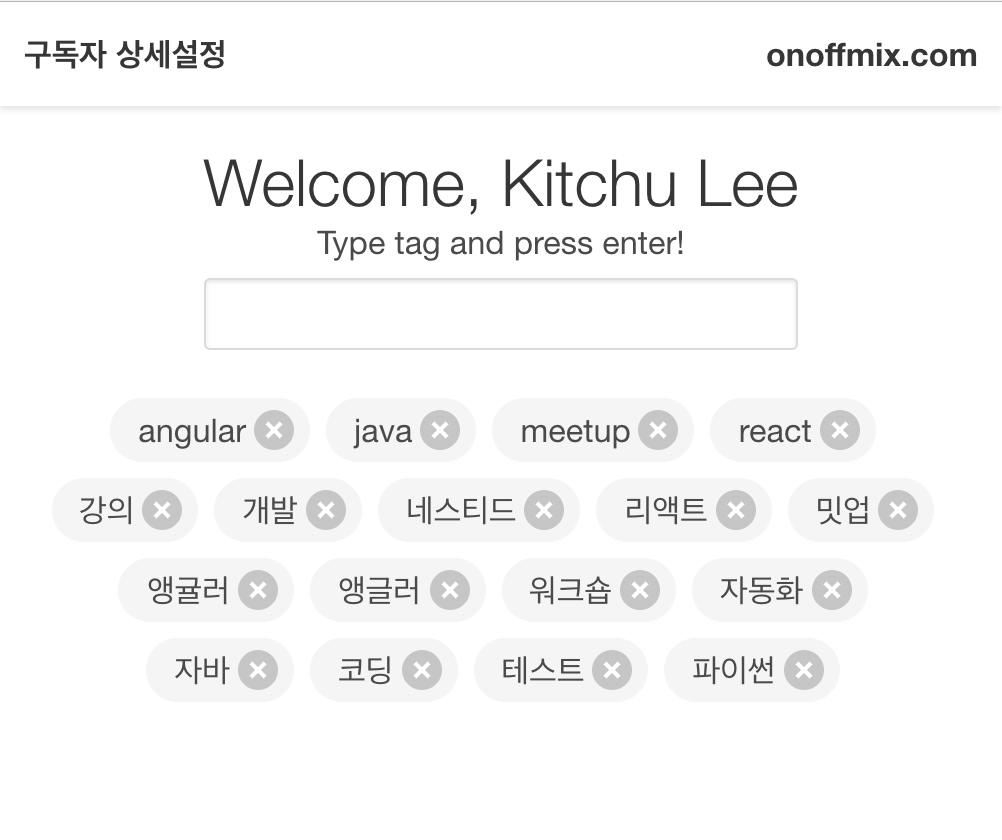 구독자 상세설정 onoffmix.com
Welcome, Kitchu Lee
Type tag and press enter!
angular java meetup react
강의 개발 네스티드 리액트 밋업
앵귤러 앵글러 워크숍 자동화
자바 코딩 테스트 파이썬